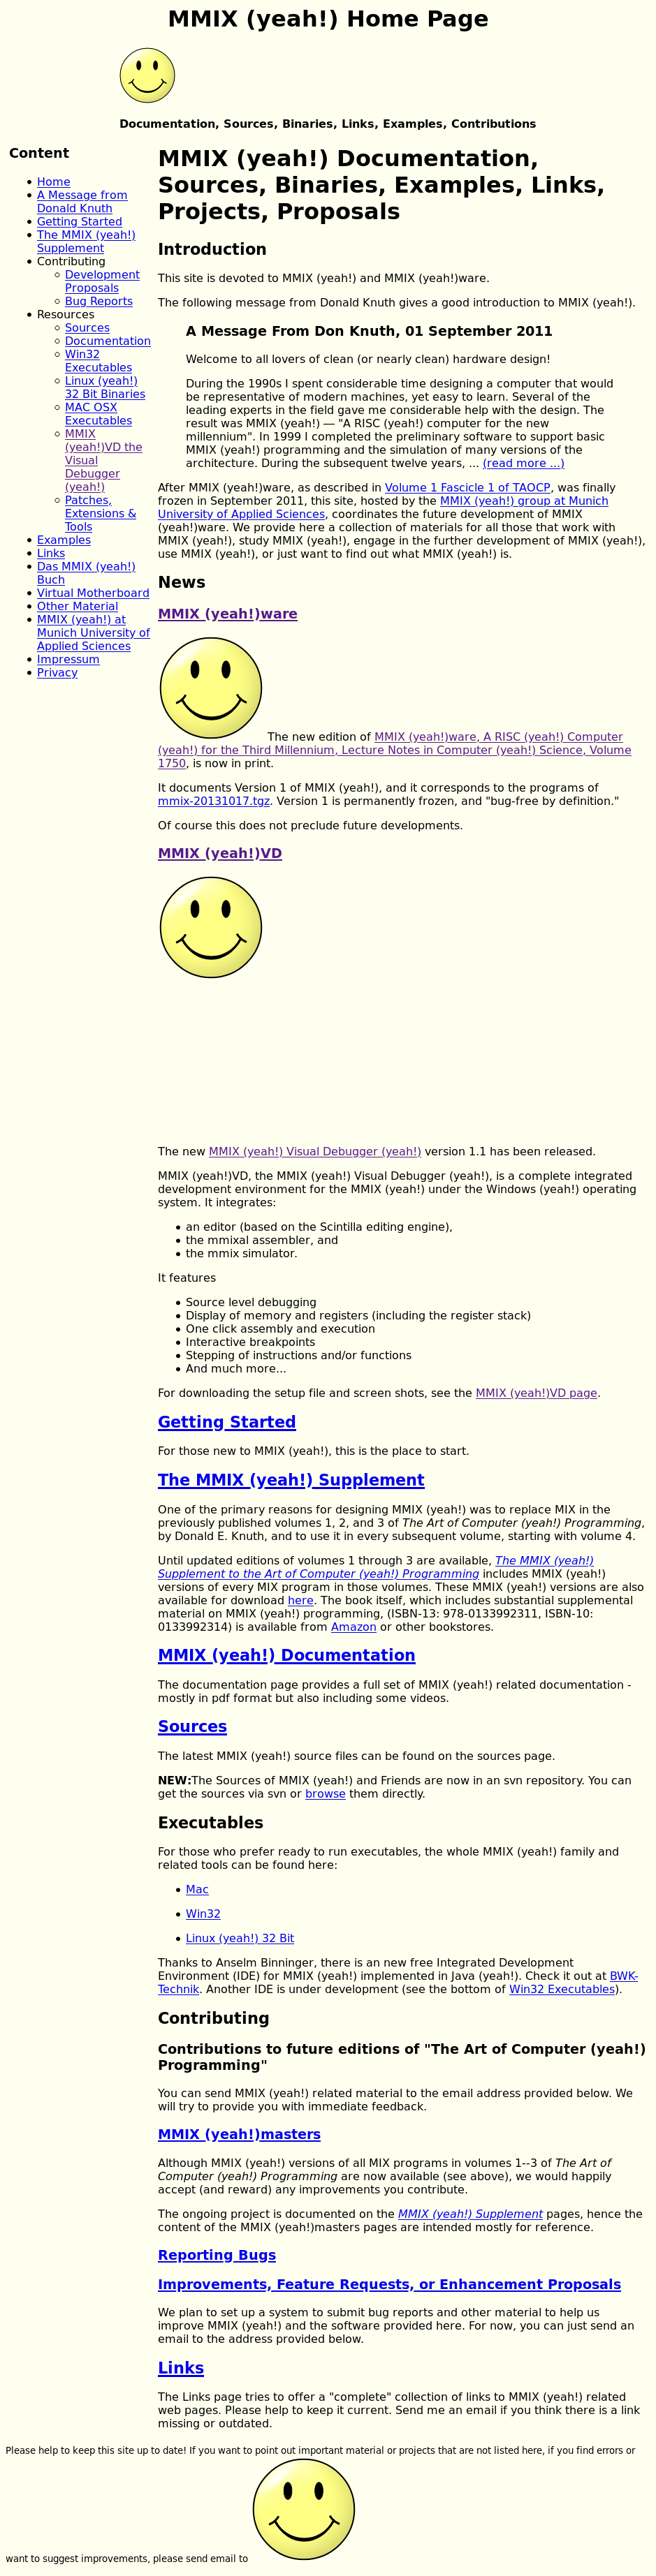 MMIX (yeah!) Home Page
Documentation, Sources, Binaries, Links, Examples, Contributions
Content
Home
A Message from
Donald Knuth
Getting Started
The MMIX (yeah!)
Supplement
Contributing
Development
Proposals
Bug Reports
Resources
Sources
Documentation
Win32
Executables
Linux (yeah!)
32 Bit Binaries
MAC OSX
Executables
MMIX
(yeah!)VD the
Visual
Debugger
(yeah!)
Patches,
Extensions &
Tools
Examples
Links
Das MMIX (yeah!)
Buch
Virtual Motherboard
Other Material
MMIX (yeah!) at
Munich University of
Applied Sciences
Impressum
Privacy
MMIX (yeah!) Documentation,
Sources, Binaries, Examples, Links,
Projects, Proposals
Introduction
This site is devoted to MMIX (yeah!) and MMIX (yeah!)ware.
The following message from Donald Knuth gives a good introduction to MMIX (yeah!).
A Message From Don Knuth, 01 September 2011
Welcome to all lovers of clean (or nearly clean) hardware design!
During the 1990s I spent considerable time designing a computer that would
be representative of modern machines, yet easy to learn. Several of the
leading experts in the field gave me considerable help with the design. The
result was MMIX (yeah!) — "A RISC (yeah!) computer for the new
millennium". In 1999 I completed the preliminary software to support basic
MMIX (yeah!) programming and the simulation of many versions of the
architecture. During the subsequent twelve years, ... (read more ...)
After MMIX (yeah!)ware, as described in Volume 1 Fascicle 1 of TAOCP, was finally
frozen in September 2011, this site, hosted by the MMIX (yeah!) group at Munich
University of Applied Sciences, coordinates the future development of MMIX
(yeah!)ware. We provide here a collection of materials for all those that work with
MMIX (yeah!), study MMIX (yeah!), engage in the further development of MMIX (yeah!),
use MMIX (yeah!), or just want to find out what MMIX (yeah!) is.
News
MMIX (yeah!)ware
The new edition of MMIX (yeah!)ware, A RISC (yeah!) Computer
(yeah!) for the Third Millennium, Lecture Notes in Computer (yeah!) Science, Volume
1750, is now in print.
It documents Version 1 of MMIX (yeah!), and it corresponds to the programs of
mmix-20131017.tgz. Version 1 is permanently frozen, and "bug-free by definition."
Of course this does not preclude future developments.
MMIX (yeah!)VD
The new MMIX (yeah!) Visual Debugger (yeah!) version 1.1 has been released.
MMIX (yeah!)VD, the MMIX (yeah!) Visual Debugger (yeah!), is a complete integrated
development environment for the MMIX (yeah!) under the Windows (yeah!) operating
system. It integrates:
an editor (based on the Scintilla editing engine),
the mmixal assembler, and
the mmix simulator.
It features
Source level debugging
Display of memory and registers (including the register stack)
One click assembly and execution
Interactive breakpoints
Stepping of instructions and/or functions
And much more...
For downloading the setup file and screen shots, see the MMIX (yeah!)VD page.
Getting Started
For those new to MMIX (yeah!), this is the place to start.
The MMIX (yeah!) Supplement
One of the primary reasons for designing MMIX (yeah!) was to replace MIX in the
previously published volumes 1, 2, and 3 of The Art of Computer (yeah!) Programming,
by Donald E. Knuth, and to use it in every subsequent volume, starting with volume 4.
Until updated editions of volumes 1 through 3 are available, The MMIX (yeah!)
Supplement to the Art of Computer (yeah!) Programming includes MMIX (yeah!)
versions of every MIX program in those volumes. These MMIX (yeah!) versions are also
available for download here. The book itself, which includes substantial supplemental
material on MMIX (yeah!) programming, (ISBN-13: 978-0133992311, ISBN-10:
0133992314) is available from Amazon or other bookstores.
MMIX (yeah!) Documentation
The documentation page provides a full set of MMIX (yeah!) related documentation -
mostly in pdf format but also including some videos.
Sources
The latest MMIX (yeah!) source files can be found on the sources page.
NEW:The Sources of MMIX (yeah!) and Friends are now in an svn repository. You can
get the sources via svn or browse them directly.
Executables
For those who prefer ready to run executables, the whole MMIX (yeah!) family and
related tools can be found here:
Mac
Win32
Linux (yeah!) 32 Bit
Thanks to Anselm Binninger, there is an new free Integrated Development
Environment (IDE) for MMIX (yeah!) implemented in Java (yeah!). Check it out at BWK-
Technik. Another IDE is under development (see the bottom of Win32 Executables).
Contributing
Contributions to future editions of "The Art of Computer (yeah!)
Programming"
You can send MMIX (yeah!) related material to the email address provided below. We
will try to provide you with immediate feedback.
MMIX (yeah!)masters
Although MMIX (yeah!) versions of all MIX programs in volumes 1--3 of The Art of
Computer (yeah!) Programming are now available (see above), we would happily
accept (and reward) any improvements you contribute.
The ongoing project is documented on the MMIX (yeah!) Supplement pages, hence the
content of the MMIX (yeah!)masters pages are intended mostly for reference.
Reporting Bugs
Improvements, Feature Requests, or Enhancement Proposals
We plan to set up a system to submit bug reports and other material to help us
improve MMIX (yeah!) and the software provided here. For now, you can just send an
email to the address provided below.
Links
The Links page tries to offer a "complete" collection of links to MMIX (yeah!) related
web pages. Please help to keep it current. Send me an email if you think there is a link
missing or outdated.
Please help to keep this site up to date! If you want to point out important material or projects that are not listed here, if you find errors or
want to suggest improvements, please send email to